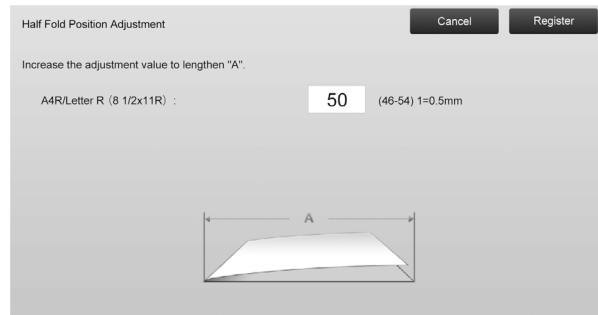 Half Fold Position Adjustment
Cancel
Register
Increase the adjustment value to lengthen "A".
A4R/Letter R (8 1/2x11R) :
50
(46-54) 1=0.5mm
A